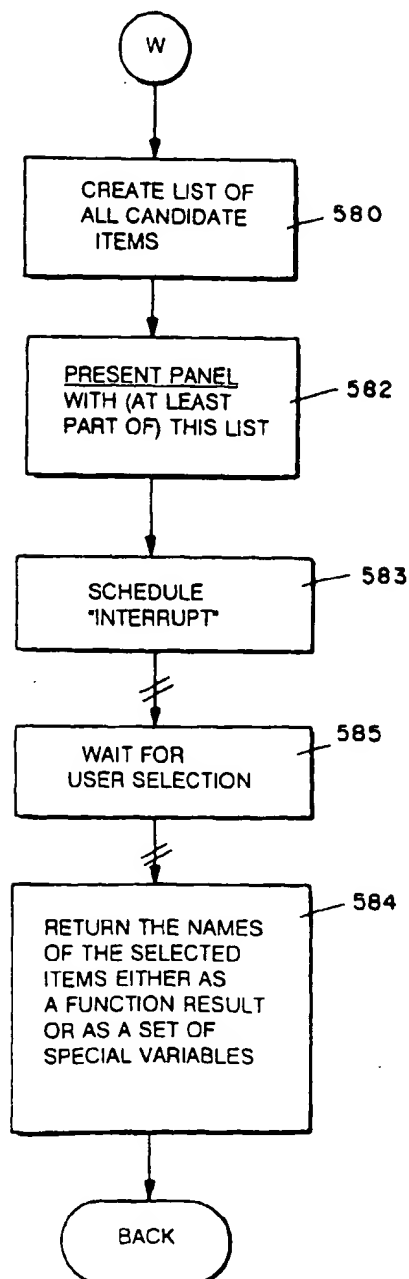 W
CREATE LIST OF
ALL CANDIDATE
ITEMS
580
PRESENT PANEL
WITH (AT LEAST
PART OF) THIS LIST
582
SCHEDULE
"INTERRUPT"
583
WAIT FOR
USER SELECTION
585
RETURN THE NAMES
OF THE SELECTED
ITEMS EITHER AS
A FUNCTION RESULT
OR AS A SET OF
SPECIAL VARIABLES
584
BACK